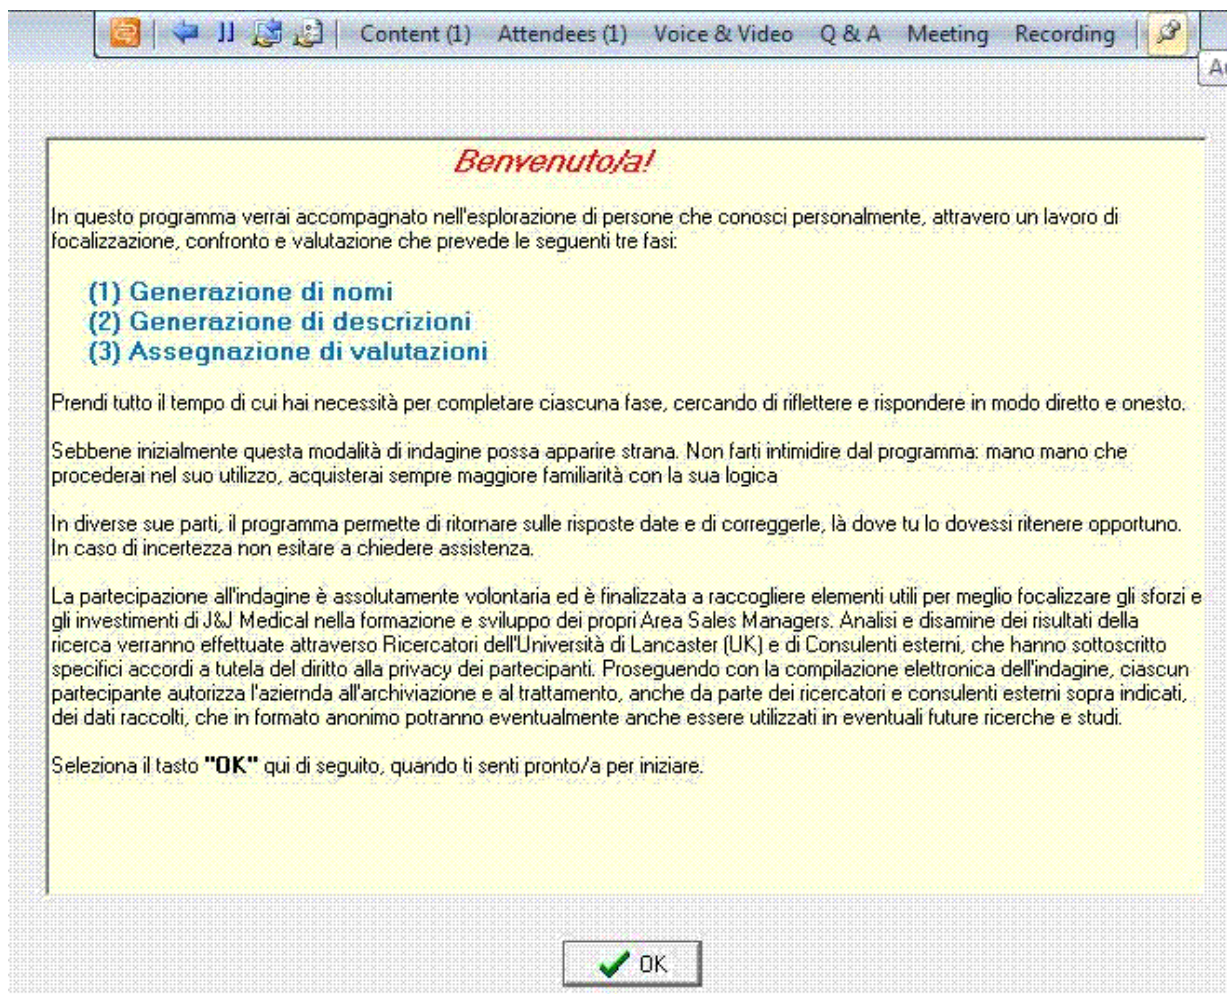 Content (1) Attendees (1) Voice & Video Q & A Meeting Recording
Benvenuto/a!
In questo programma verrai accompagnato nell'esplorazione di persone che conosci personalmente, attravero un lavoro di
focalizzazione, confronto e valutazione che prevede le seguenti tre fasi:
(1) Generazione di nomi
(2) Generazione di descrizioni
(3) Assegnazione di valutazioni
Prendi tutto il tempo di cui hai necessità per completare ciascuna fase, cercando di riflettere e rispondere in modo diretto e onesto.
Sebbene inizialmente questa modalità di indagine possa apparire strana. Non farti intimidire dal programma: mano mano che
procederai nel suo utilizzo, acquisterai sempre maggiore familiarità con la sua logica
In diverse sue parti, il programma permette di ritornare sulle risposte date e di correggerle, là dove tu lo dovessi ritenere opportuno.
In caso di incertezza non esitare a chiedere assistenza.
La partecipazione all'indagine è assolutamente volontaria ed è finalizzata a raccogliere elementi utili per meglio focalizzare gli sforzi e
gli investimenti di J&J Medical nella formazione e sviluppo dei propri Area Sales Managers. Analisi e disamine dei risultati della
ricerca verranno effettuate attraverso Ricercatori dell'Università di Lancaster (UK) e di Consulenti esterni, che hanno sottoscritto
specifici accordi a tutela del diritto alla privacy dei partecipanti. Proseguendo con la compilazione elettronica dell'indagine, ciascun
partecipante autorizza l'aziernda all'archiviazione e al trattamento, anche da parte dei ricercatori e consulenti esterni sopra indicati,
dei dati raccolti, che in formato anonimo potranno eventualmente anche essere utilizzati in eventuali future ricerche e studi.
Seleziona il tasto "OK" qui di seguito, quando ti senti pronto/a per iniziare.
OK